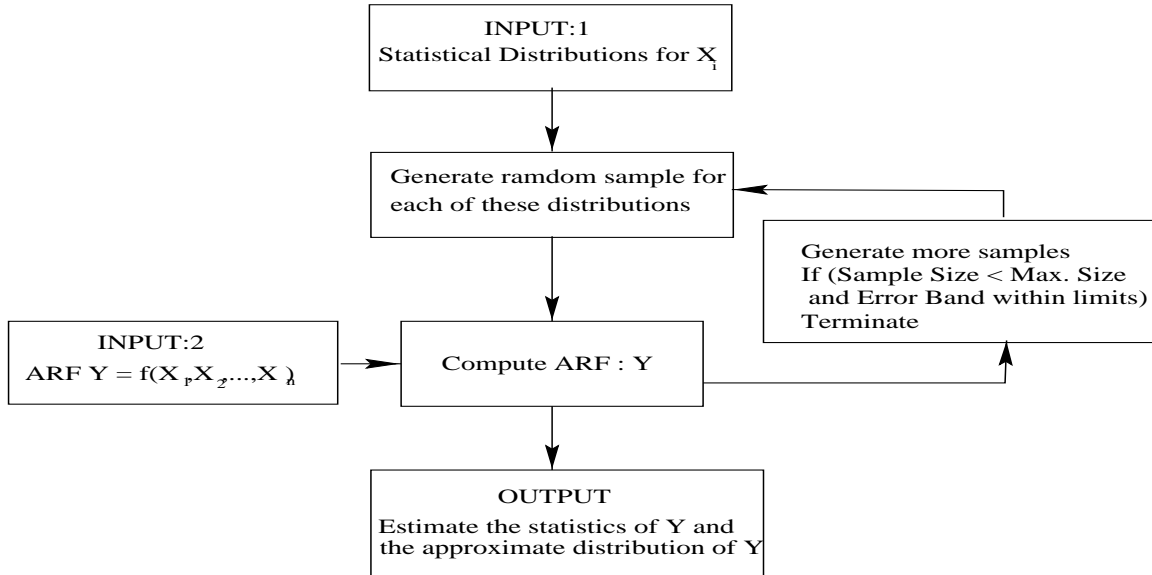 INPUT:1
Statistical Distributions for X i
Generate ramdom sample for
each of these distributions
Generate more samples
If (Sample Size < Max. Size
and Error Band within limits)
Terminate
INPUT:2
ARF Y = f(X 1,X 2,...,X n)
Compute ARF : Y
OUTPUT
Estimate the statistics of Y and
the approximate distribution of Y